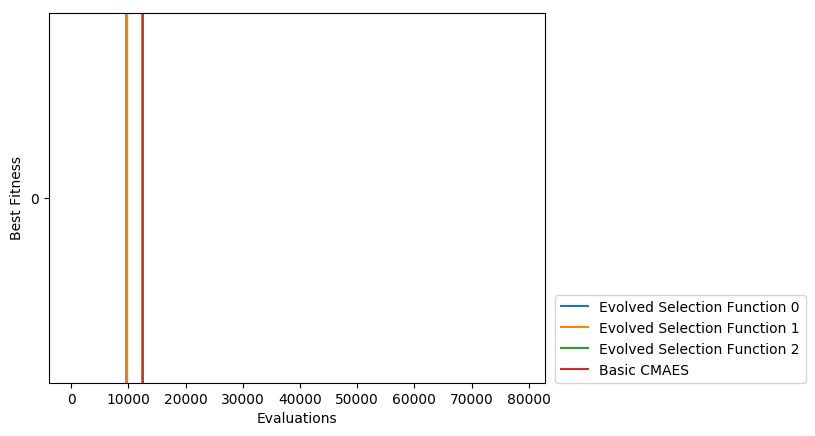 Best Fitness
0
0 10000 20000 30000 40000 50000 60000 70000 80000
Evaluations
Evolved Selection Function 0
Evolved Selection Function 1
Evolved Selection Function 2
Basic CMAES